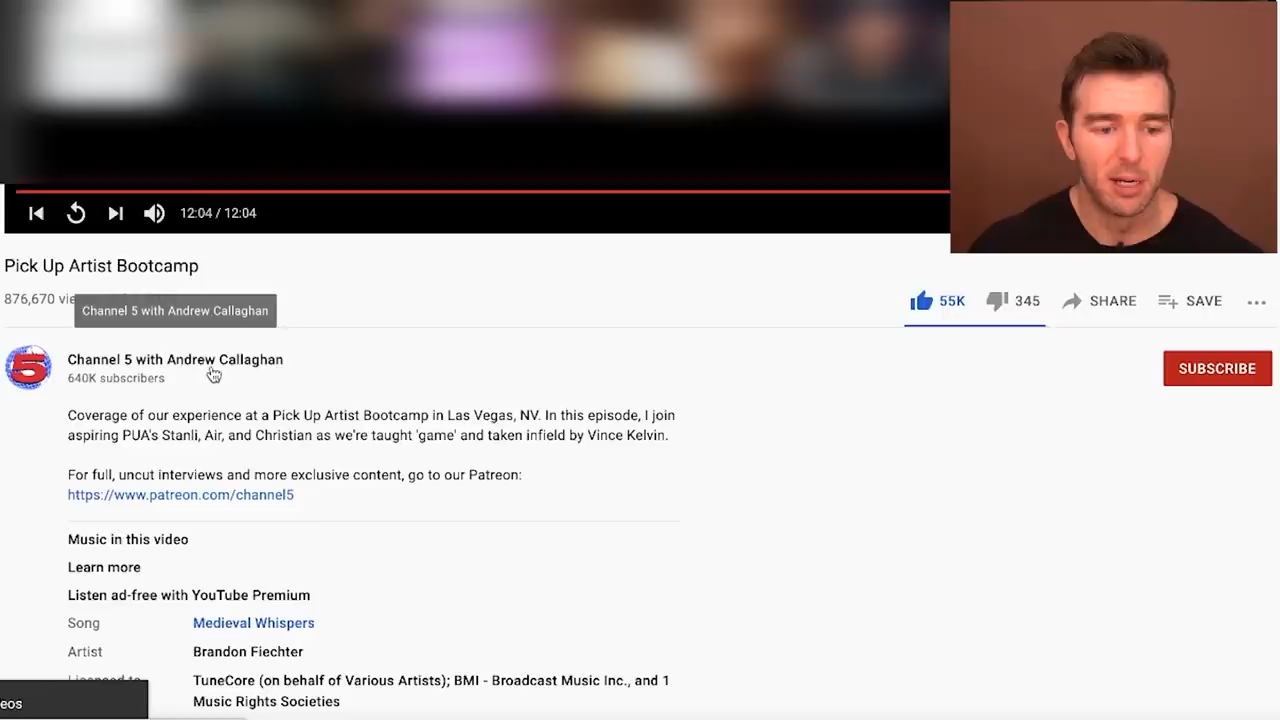 12:04 / 12:04
Pick Up Artist Bootcamp
876,670
Channel 5 with Andrew Callaghan
55K
345
SHARE
SAVE
5
Channel 5 with Andrew Callaghan
640K subscribers
SUBSCRIBE
Coverage of our experience at a Pick Up Artist Bootcamp in Las Vegas, NV. In this episode, I join
aspiring PUA's Stanli, Air, and Christian as we're taught 'game' and taken infield by Vince Kelvin.
For full, uncut interviews and more exclusive content, go to our Patreon:
https://www.patreon.com/channel5
Music in this video
Learn more
Listen ad-free with YouTube Premium
Song Medieval Whispers
Artist Brandon Fiechter
TuneCore (on behalf of Various Artists); BMI - Broadcast Music Inc., and 1
Music Rights Societies
eos